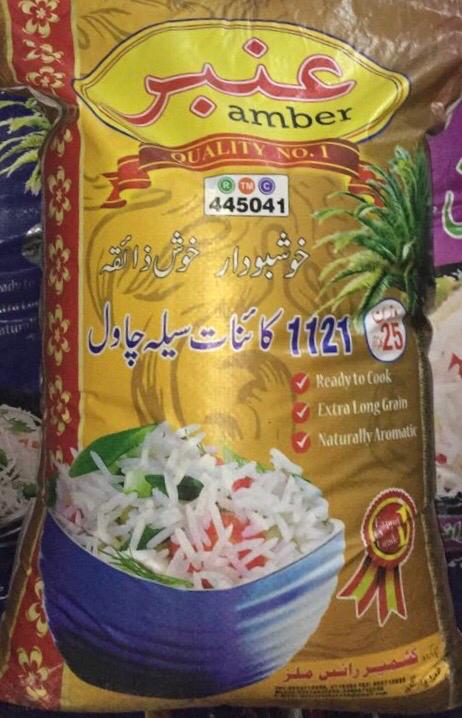 عنبر
amber
QUALITY NO. 1
R TM C
445041
خوشبودار خوش ذائقہ
1121 کائنات سیلہ چاول
وزن
25
Ready to Cook
Extra Long Grain
Naturally Aromatic
کشمیر رائس ملز